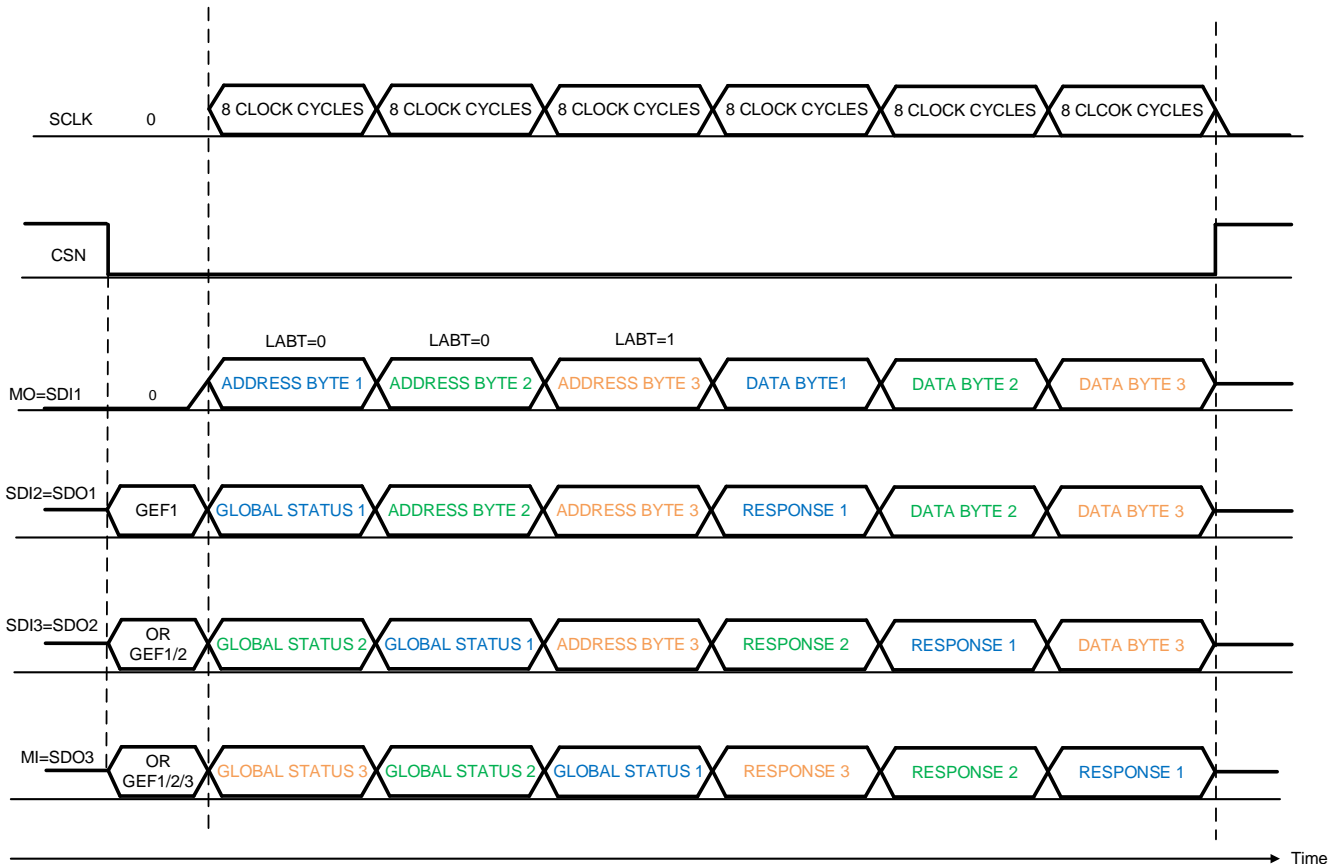 SCLK 0 8 CLOCK CYCLES 8 CLOCK CYCLES 8 CLOCK CYCLES 8 CLOCK CYCLES 8 CLOCK CYCLES 8 CLCOK CYCLES
CSN
LABT=0 LABT=0 LABT=1
MO=SDI1 0 ADDRESS BYTE 1 ADDRESS BYTE 2 ADDRESS BYTE 3 DATA BYTE1 DATA BYTE 2 DATA BYTE 3
SDI2=SDO1 GEF1 GLOBAL STATUS 1 ADDRESS BYTE 2 ADDRESS BYTE 3 RESPONSE 1 DATA BYTE 2 DATA BYTE 3
SDI3=SDO2 OR
GEF1/2 GLOBAL STATUS 2 GLOBAL STATUS 1 ADDRESS BYTE 3 RESPONSE 2 RESPONSE 1 DATA BYTE 3
MI=SDO3 OR
GEF1/2/3 GLOBAL STATUS 3 GLOBAL STATUS 2 GLOBAL STATUS 1 RESPONSE 3 RESPONSE 2 RESPONSE 1
Time